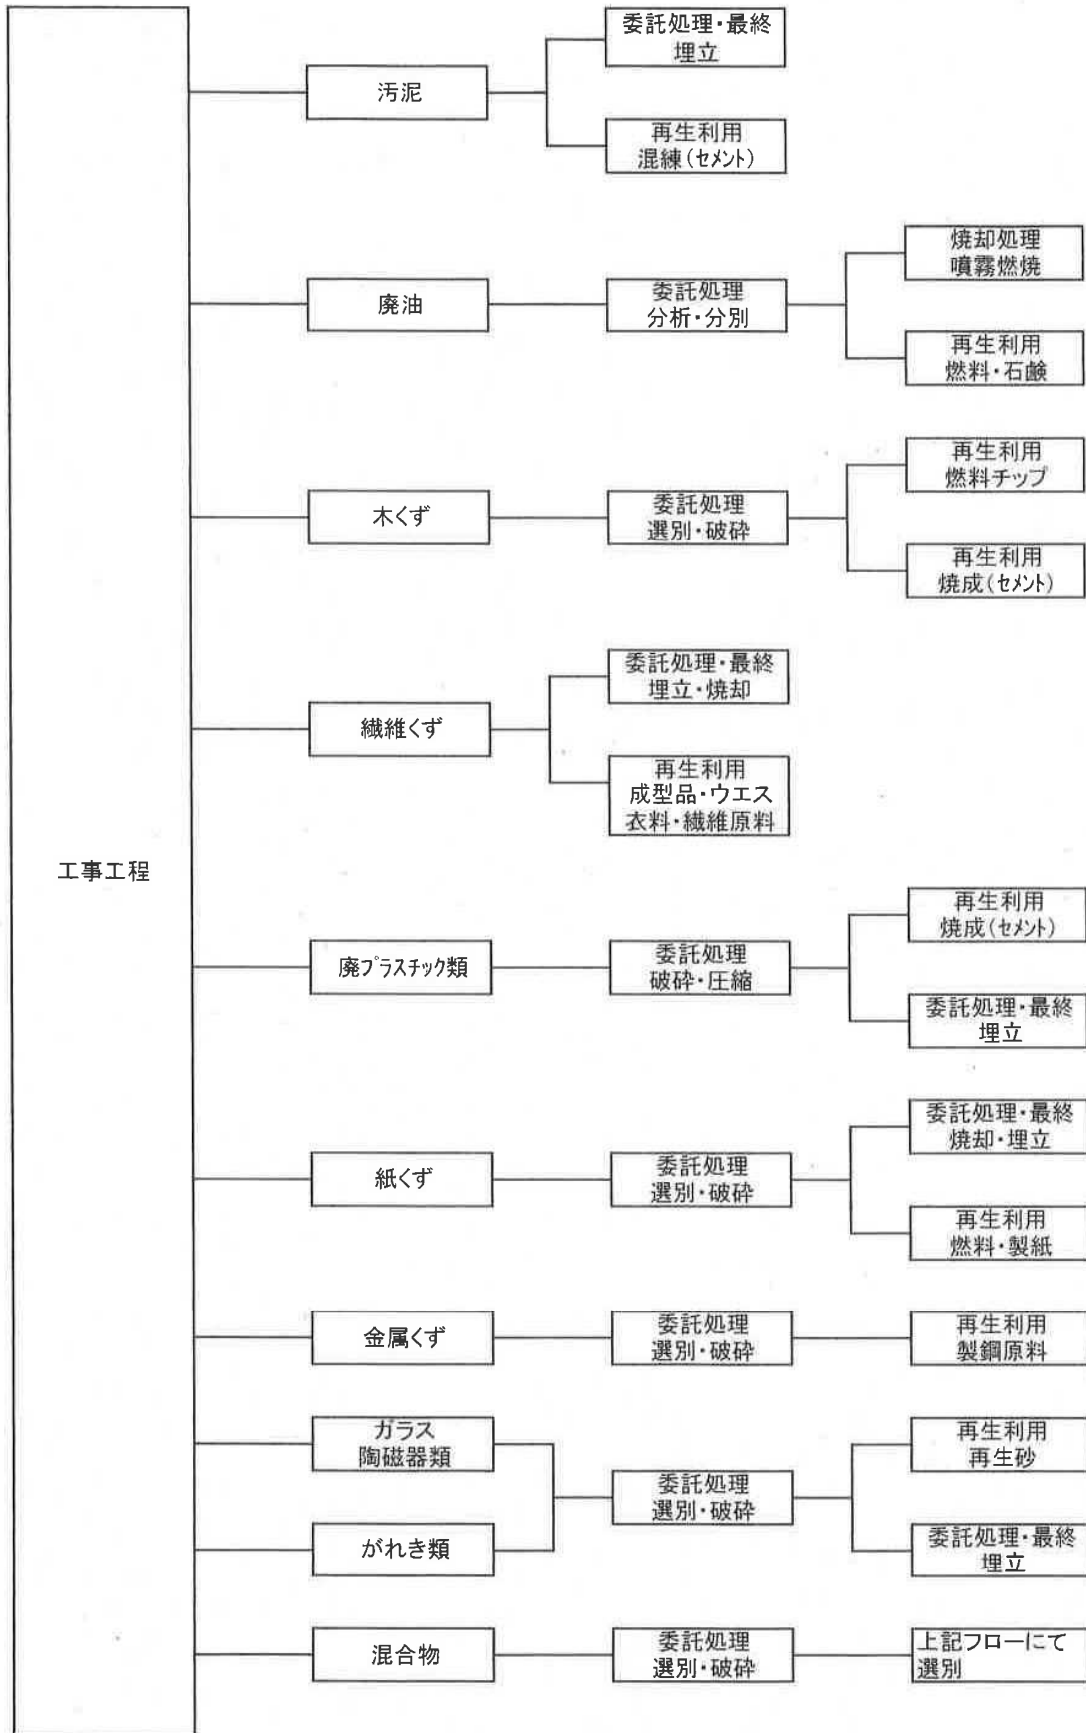 工事工程
汚泥
委託処理・最終
埋立
再生利用
混練(セメント)
廃油
委託処理
分析・分別
焼却処理
噴霧燃焼
再生利用
燃料・石鹸
木くず
委託処理
選別・破砕
再生利用
燃料チップ
再生利用
焼成(セメント)
繊維くず
委託処理・最終
埋立・焼却
再生利用
成型品・ウエス
衣料・繊維原料
廃プラスチック類
委託処理
破砕・圧縮
再生利用
焼成(セメント)
委託処理・最終
埋立
紙くず
委託処理
選別・破砕
委託処理・最終
焼却・埋立
再生利用
燃料・製紙
金属くず
委託処理
選別・破砕
再生利用
製鋼原料
ガラス
陶磁器類
がれき類
委託処理
選別・破砕
再生利用
再生砂
委託処理・最終
埋立
混合物
委託処理
選別・破砕
上記フローにて
選別